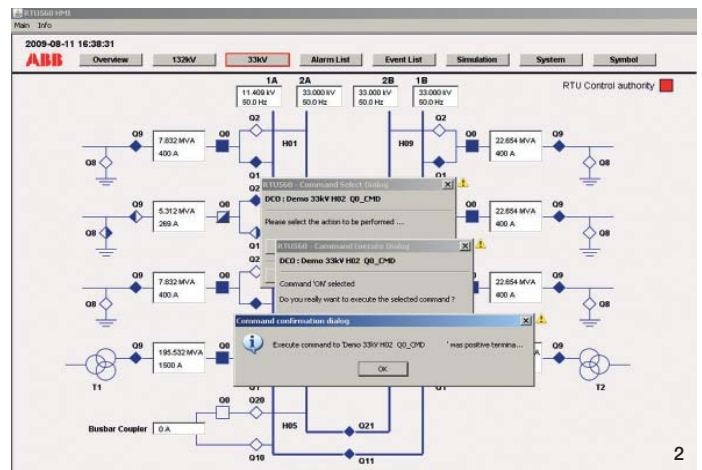 RTU560 HMI
Main Info
2009-08-11 16:38:31
ABB Overview 132kV 33kV Alarm List Event List Simulation System Symbol
RTU Control authority
1A 2A 2B 1B
11.409 kV 33.000 kV 33.000 kV 33.000 kV
50.0 Hz 50.0 Hz 50.0 Hz 50.0 Hz
Q2 Q2
Q9 7.832 MVA Q0 H01 H09 Q0 22.654 MVA Q9
400 A 400 A
Q8 Q1 Q1 Q8
RTU560 - Command Select Dialog
Q9 5.312 MVA Q0 Q2 DCO : Demo 33kV H02 Q0_CMD 22.654 MVA Q9
269 A 400 A
Q8 Please select the action to be performed .... Q8
Q1
RTU560 - Command Execute Dialog
Q2 DCO : Demo 33kV H02 Q0_CMD
Q9 7.832 MVA Q0 Command 'ON' selected 22.654 MVA Q9
400 A 400 A
Q8 Do you really want to execute the selected command ? Q8
Command confirmation dialog
Q9 195.532 MVA Q0 Execute command to 'Demo 33kV H02 Q0_CMD ' was positive termina... Q9
1500 A
OK
T1 Q1 Q1 T2
Q0 Q20
Busbar Coupler 0 A H05 Q21
Q10 Q11
2